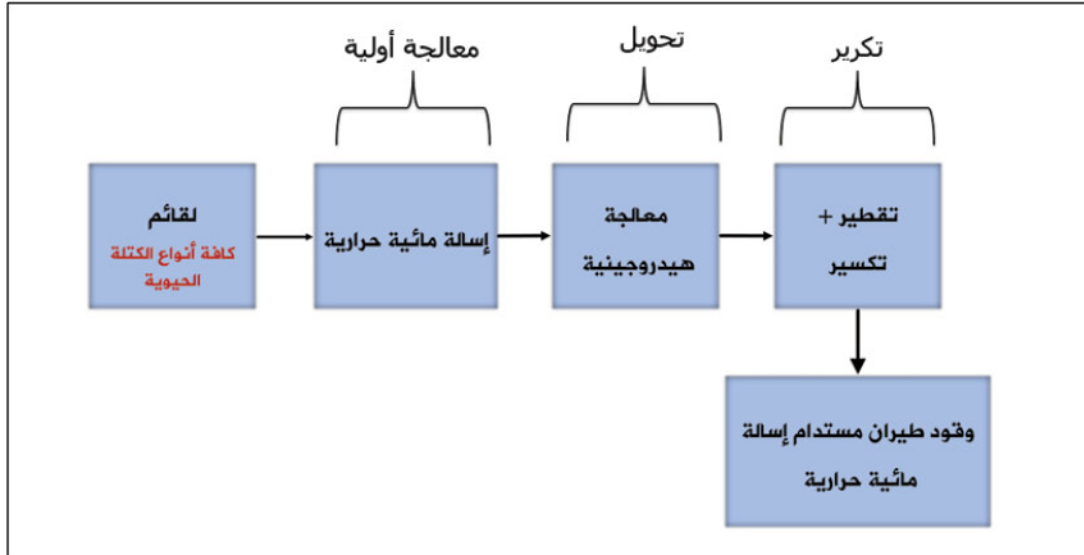 معالجة أولية
تحويل
تكرير
لقائم
كافة أنواع الكتلة
الحيوية
إسالة مائية حرارية
معالجة
هيدروجينية
تقطير +
تكسير
وقود طيران مستدام إسالة
مائية حرارية